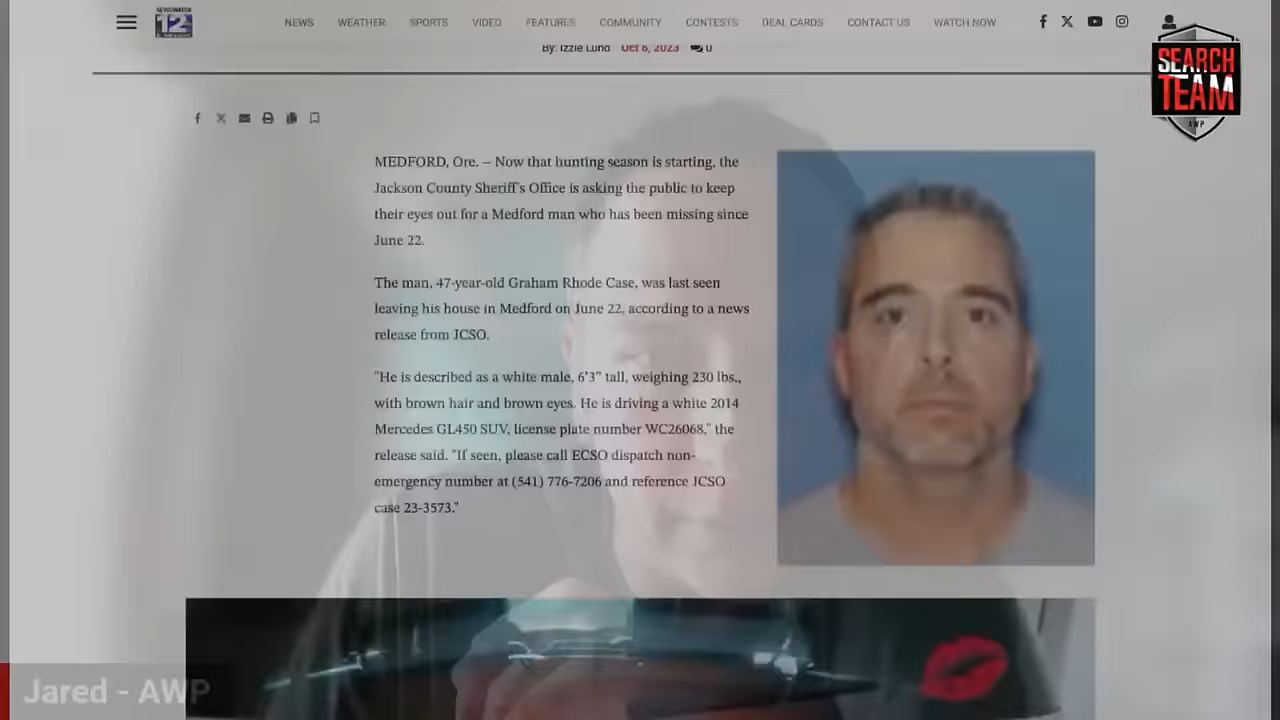 NEWSWATCH
12
NEWS WEATHER SPORTS VIDEO FEATURES COMMUNITY CONTESTS DEAL CARDS CONTACT US WATCH NOW
By: Izzie Lund Oct 6, 2023 0
SEARCH
TEAM
AWP
MEDFORD, Ore. – Now that hunting season is starting, the
Jackson County Sheriff's Office is asking the public to keep
their eyes out for a Medford man who has been missing since
June 22.
The man, 47-year-old Graham Rhode Case, was last seen
leaving his house in Medford on June 22, according to a news
release from JCSO.
"He is described as a white male, 6'3" tall, weighing 230 lbs.,
with brown hair and brown eyes. He is driving a white 2014
Mercedes GL450 SUV, license plate number WC26068," the
release said. "If seen, please call ECSO dispatch non-
emergency number at (541) 776-7206 and reference JCSO
case 23-3573."
Jared - AWP